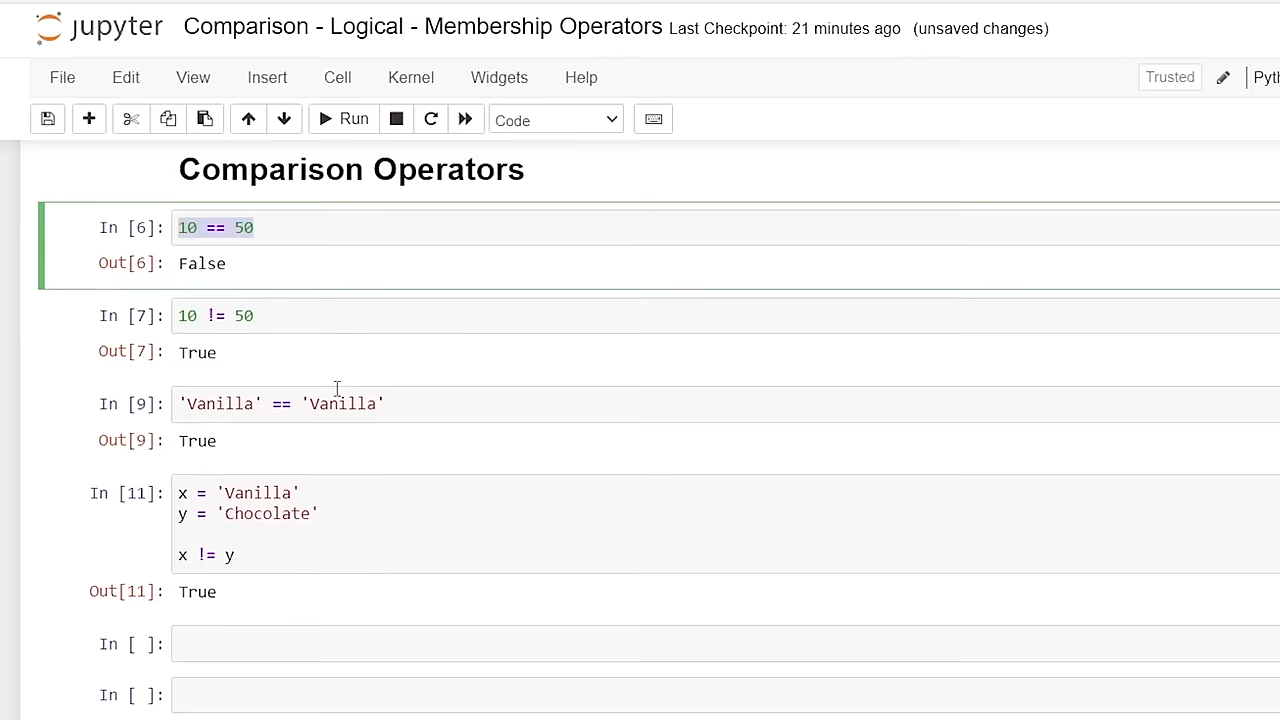 jupyter Comparison - Logical - Membership Operators Last Checkpoint: 21 minutes ago (unsaved changes)
File Edit View Insert Cell Kernel Widgets Help Trusted Pyth
Run Code
Comparison Operators
In [6]: 10 == 50
Out[6]: False
In [7]: 10 != 50
Out[7]: True
In [9]: 'Vanilla' == 'Vanilla'
Out[9]: True
In [11]: x = 'Vanilla'
y = 'Chocolate'
x != y
Out[11]: True
In [ ]:
In [ ]: